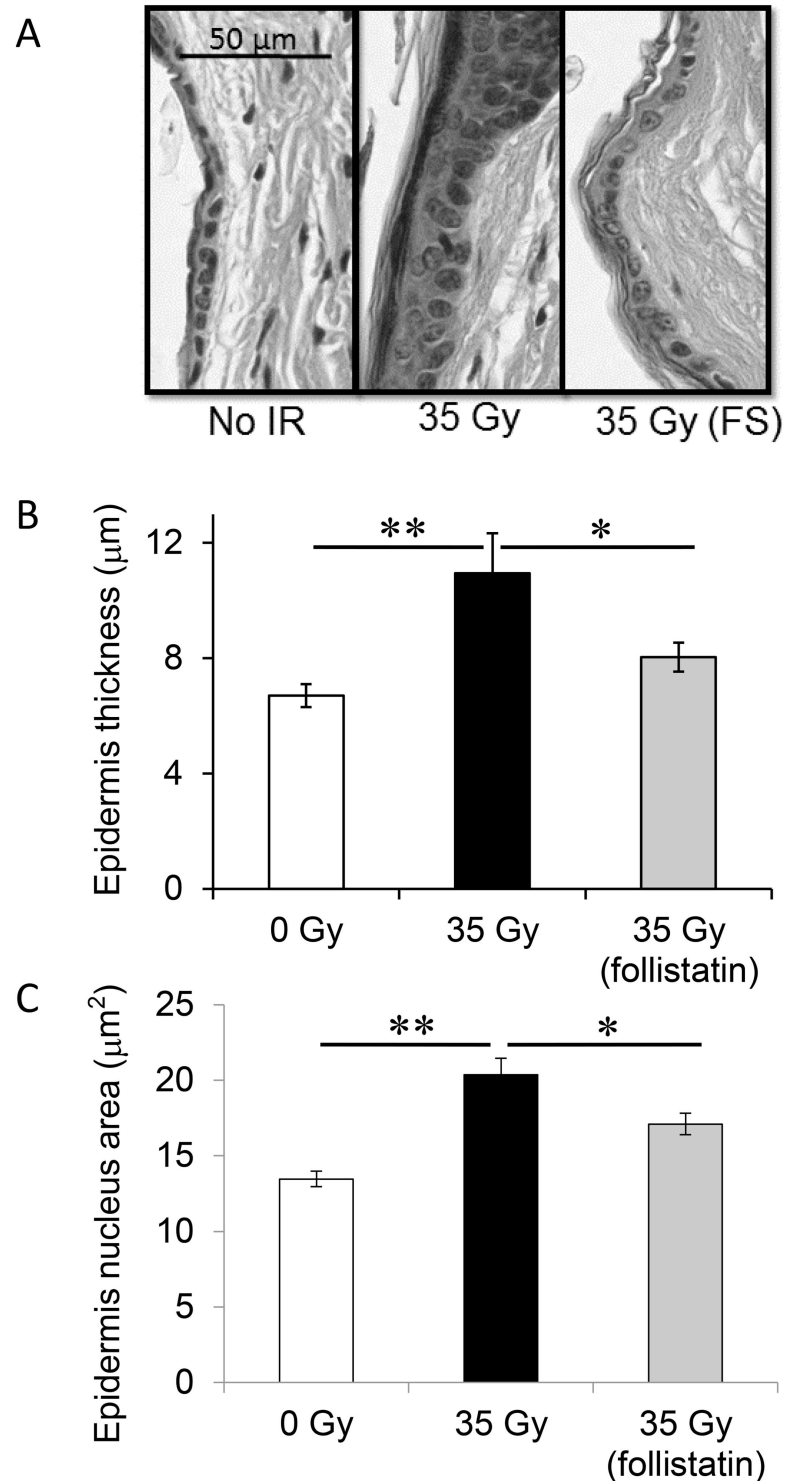 A
50 µm
No IR
35 Gy
35 Gy (FS)
B
Epidermis thickness (µm)
12
8
4
0
** *
0 Gy
35 Gy
35 Gy
(follistatin)
C
Epidermis nucleus area (µm²)
25
20
15
10
5
0
** *
0 Gy
35 Gy
35 Gy
(follistatin)